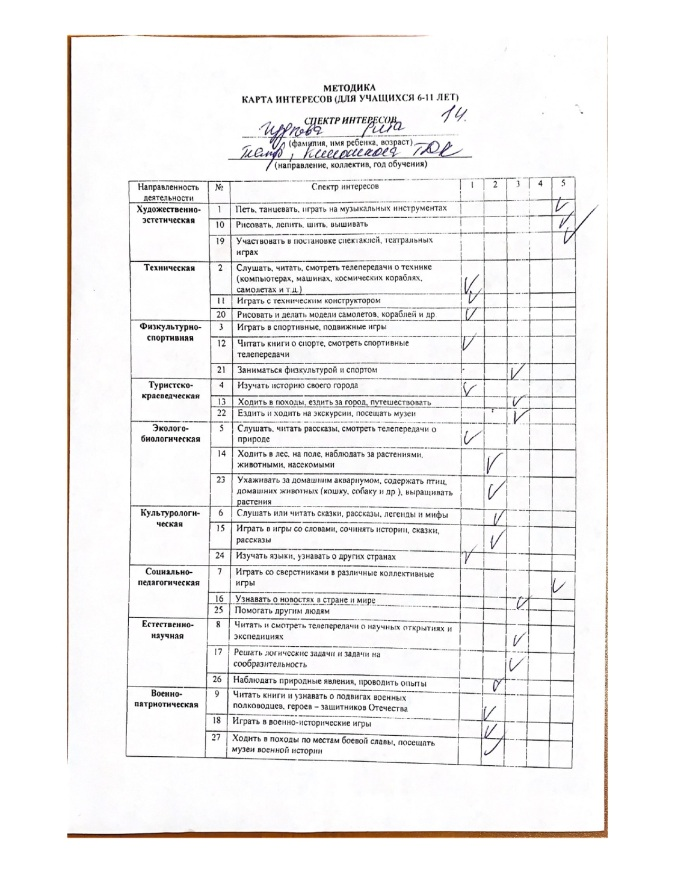 МЕТОДИКА
КАРТА ИНТЕРЕСОВ (ДЛЯ УЧАЩИХСЯ 6-11 ЛЕТ)
СПЕКТР ИНТЕРЕСОВ 14.
Рита
(фамилия, имя ребенка, возраст)
(направление, коллектив, год обучения)
Направленность деятельности № Спектр интересов 1 2 3 4 5
Художественно-эстетическая 1 Петь, танцевать, играть на музыкальных инструментах
10 Рисовать, лепить, шить, вышивать
19 Участвовать в постановке спектаклей, театральных
играх
Техническая 2 Слушать, читать, смотреть телепередачи о технике
(компьютерах, машинах, космических кораблях,
самолетах и т.д.)
11 Играть с техническим конструктором
20 Рисовать и делать модели самолетов, кораблей и др
Физкультурно-спортивная 3 Играть в спортивные, подвижные игры
12 Читать книги о спорте, смотреть спортивные
телепередачи
21 Заниматься физкультурой и спортом
Туристско-краеведческая 4 Изучать историю своего города
13 Ходить в походы, ездить за город, путешествовать
22 Ездить и ходить на экскурсии, посещать музеи
Эколого-биологическая 5 Слушать, читать рассказы, смотреть телепередачи о
природе
14 Ходить в лес, на поле, наблюдать за растениями,
животными, насекомыми
23 Ухаживать за домашним аквариумом, содержать птиц,
домашних животных (кошку, собаку и др.), выращивать
растения
Культурологи-ческая 6 Слушать или читать сказки, рассказы, легенды и мифы
15 Играть в игры со словами, сочинять истории, сказки,
рассказы
24 Изучать языки, узнавать о других странах
Социально-педагогическая 7 Играть со сверстниками в различные коллективные
игры
16 Узнавать о новостях в стране и мире
25 Помогать другим людям
Естественно-научная 8 Читать и смотреть телепередачи о научных открытиях и
экспедициях
17 Решать логические задачи и задачи на
сообразительность
26 Наблюдать природные явления, проводить опыты
Военно-патриотическая 9 Читать книги и узнавать о подвигах военных
полководцев, героев – защитников Отечества
18 Играть в военно-исторические игры
27 Ходить в походы по местам боевой славы, посещать
музеи военной истории